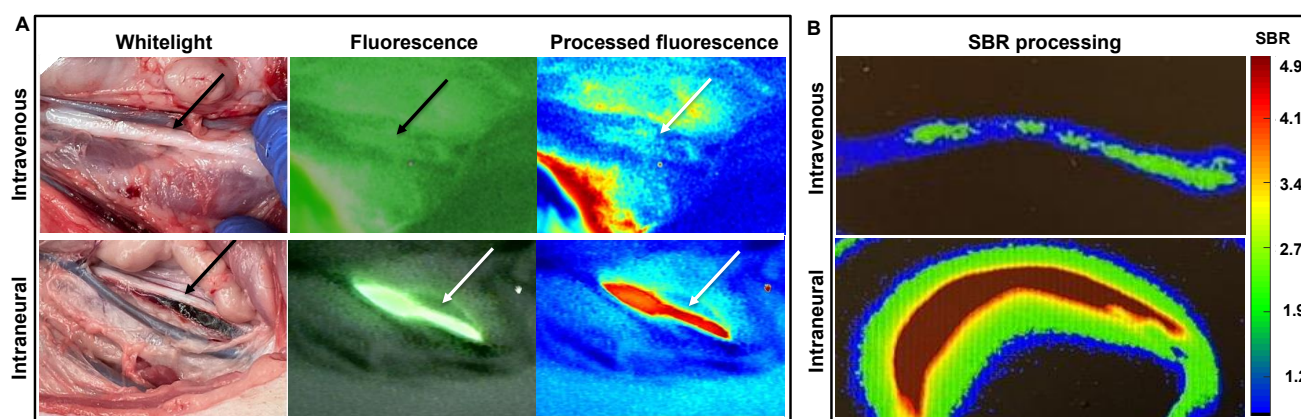 A
Whitelight
Fluorescence
Processed fluorescence
Intravenous
Intraneural
B
SBR processing
SBR
Intravenous
Intraneural
4.9
3.4
2.7
1.9
1.2